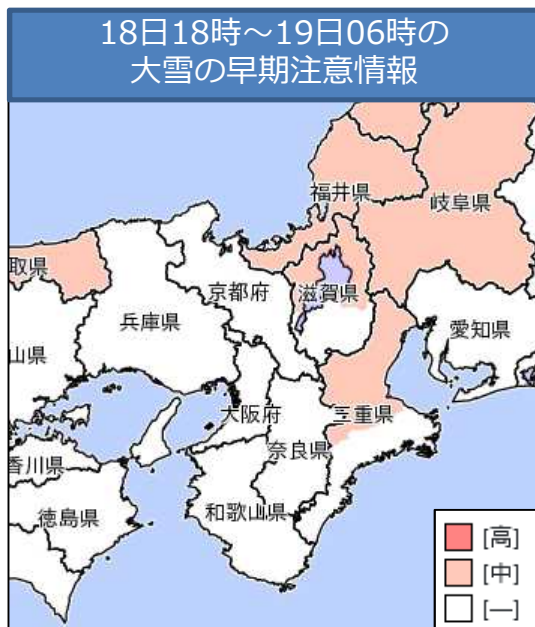 18日18時～19日06時の
大雪の早期注意情報
福井県
岐阜県
取県
京都府
滋賀県
兵庫県
愛知県
山県
大阪府
三重県
奈良県
香川県
和歌山県
徳島県
[高]
[中]
[―]